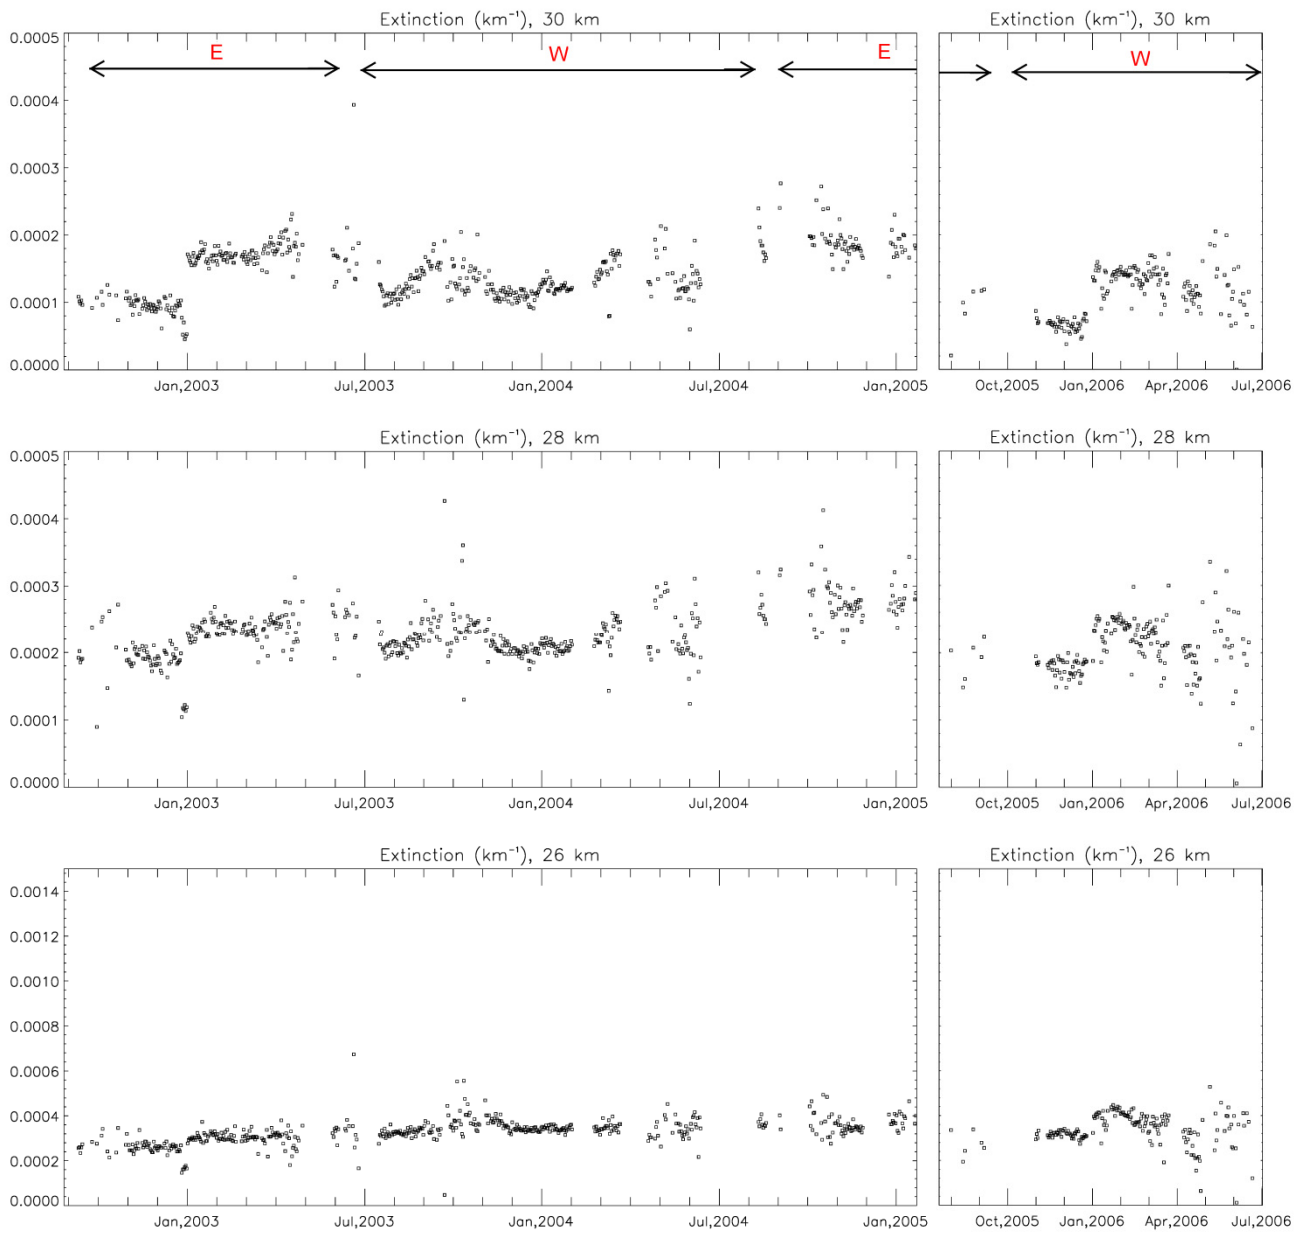 Extinction (km⁻¹), 30 km
Extinction (km⁻¹), 30 km
0.0005
E
W
E
W
0.0004
0.0003
0.0002
0.0001
0.0000
Jan,2003
Jul,2003
Jan,2004
Jul,2004
Jan,2005
Oct,2005
Jan,2006
Apr,2006
Jul,2006
Extinction (km⁻¹), 28 km
Extinction (km⁻¹), 28 km
0.0005
0.0004
0.0003
0.0002
0.0001
0.0000
Jan,2003
Jul,2003
Jan,2004
Jul,2004
Jan,2005
Oct,2005
Jan,2006
Apr,2006
Jul,2006
Extinction (km⁻¹), 26 km
Extinction (km⁻¹), 26 km
0.0014
0.0012
0.0010
0.0008
0.0006
0.0004
0.0002
0.0000
Jan,2003
Jul,2003
Jan,2004
Jul,2004
Jan,2005
Oct,2005
Jan,2006
Apr,2006
Jul,2006